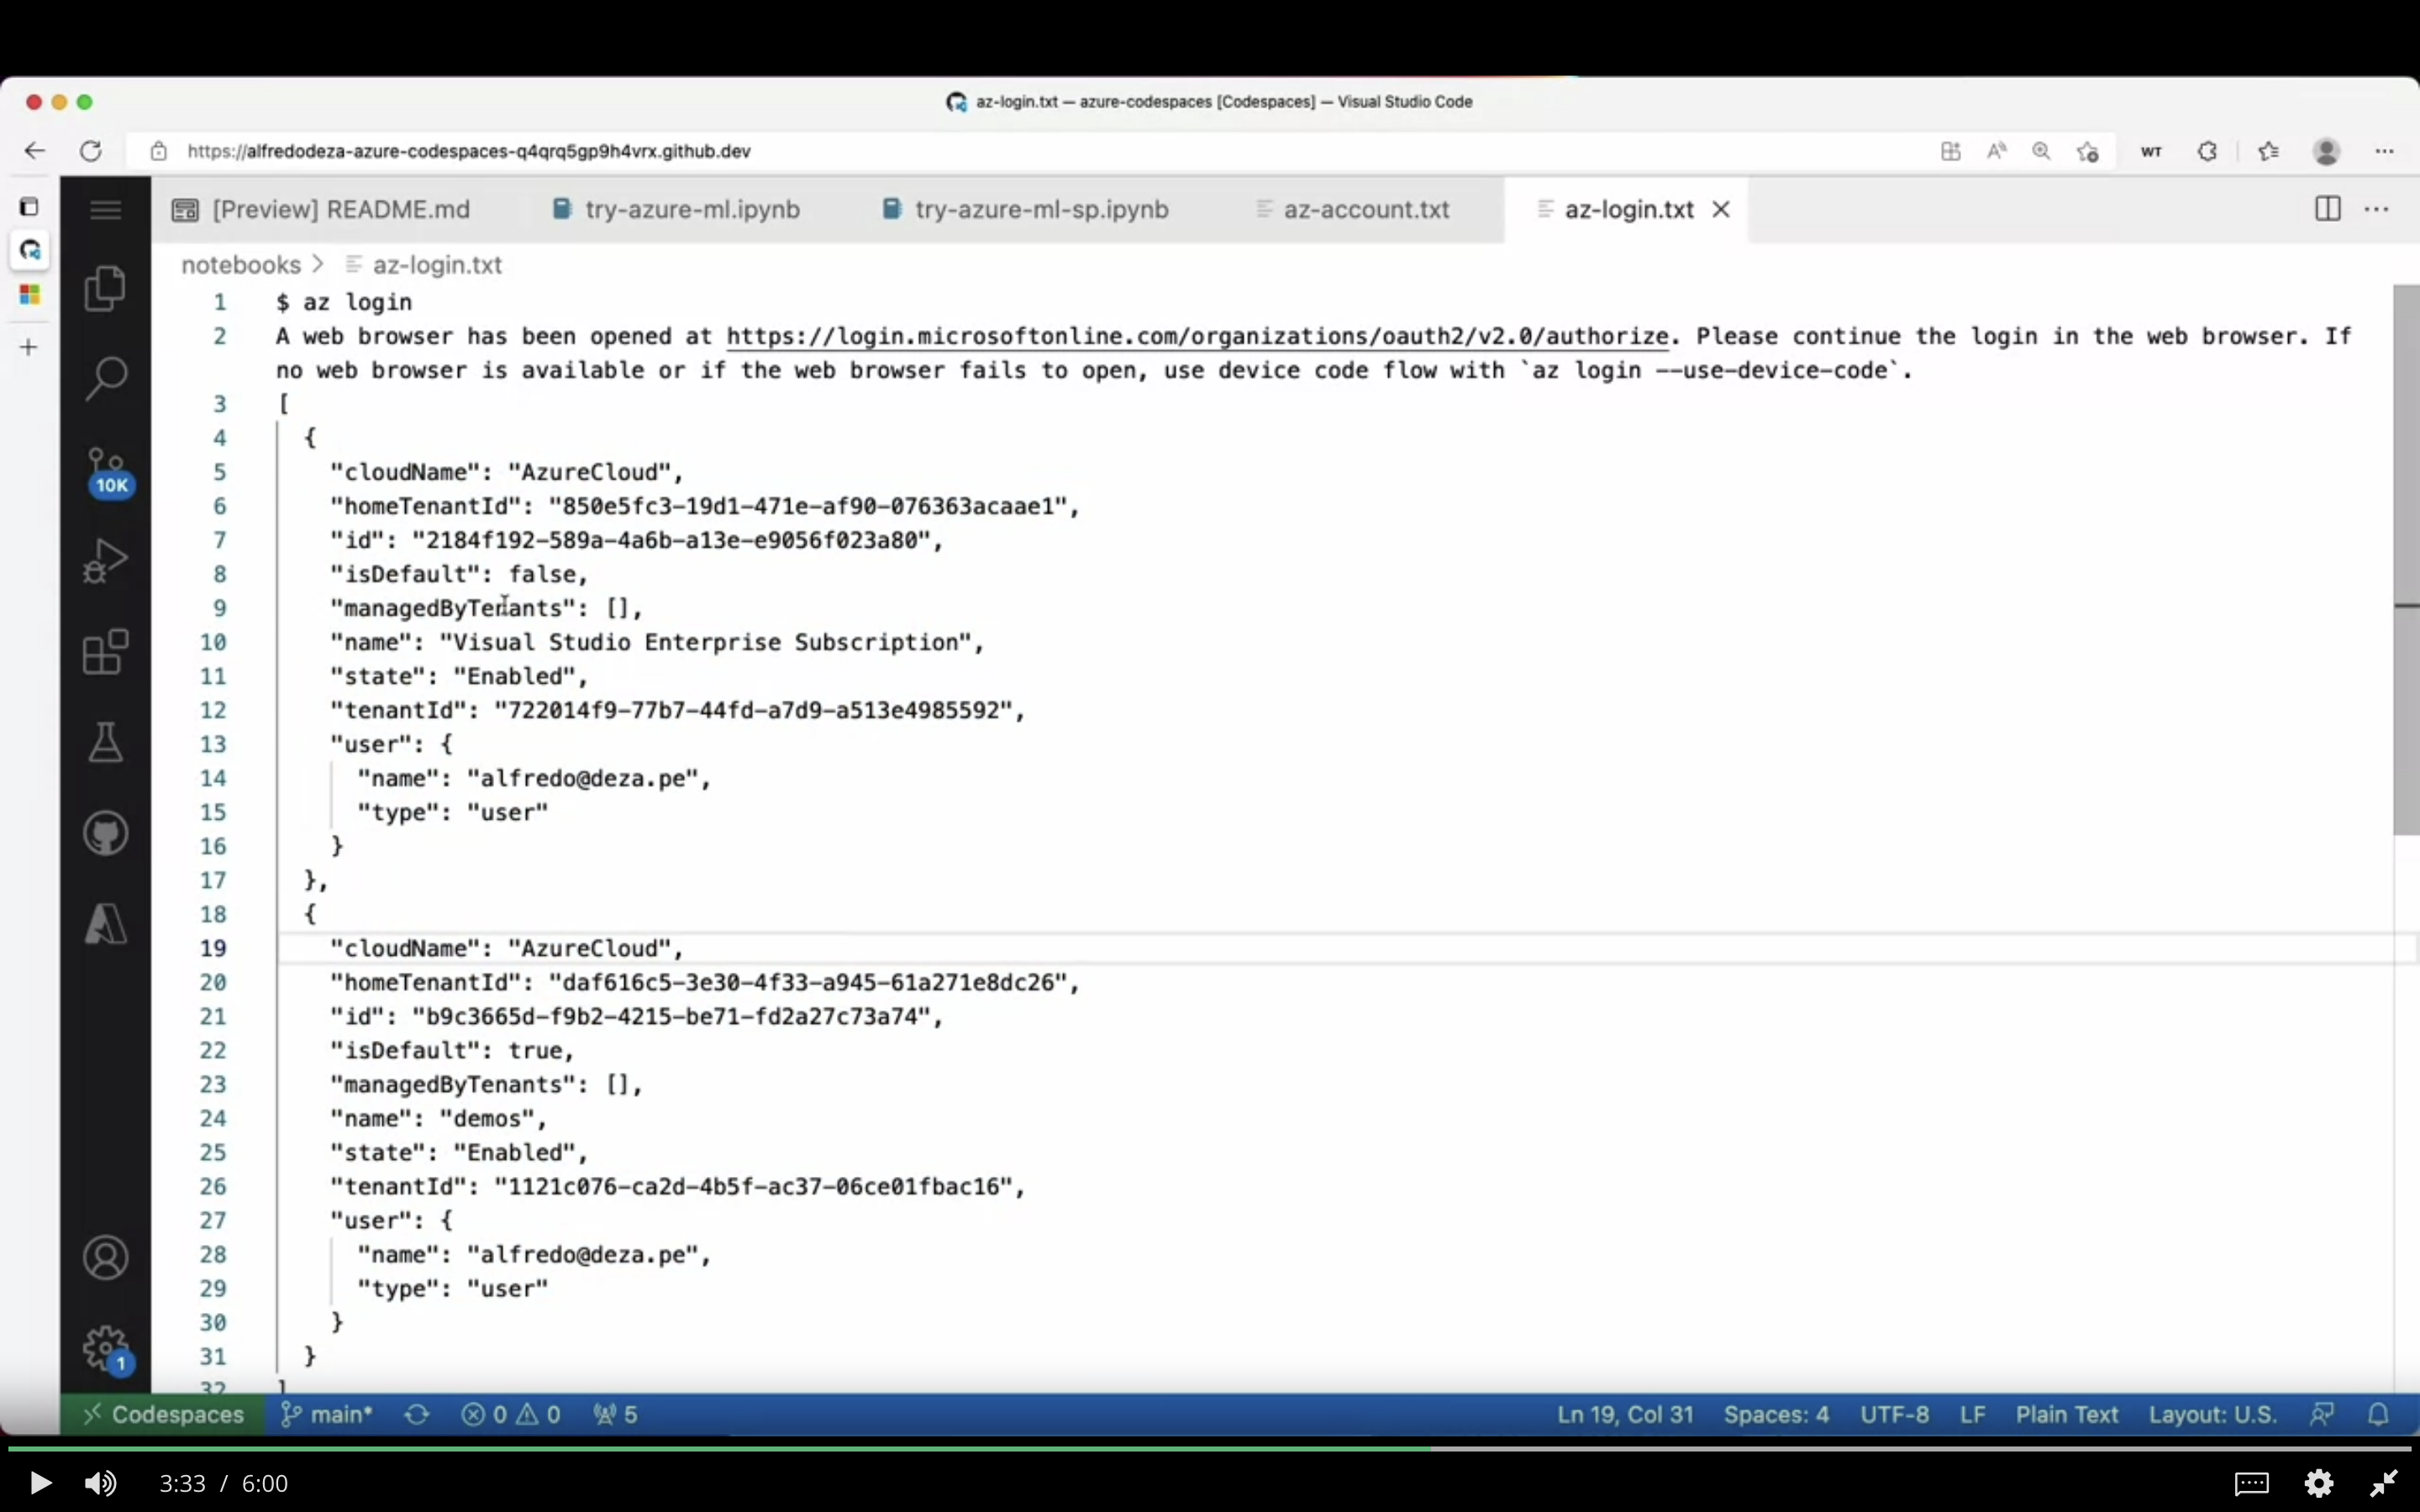 az-login.txt — azure-codespaces [Codespaces] — Visual Studio Code
https://alfredodeza-azure-codespaces-q4qrq5gp9h4vrx.github.dev
WT
[Preview] README.md try-azure-ml.ipynb try-azure-ml-sp.ipynb az-account.txt az-login.txt
notebooks > az-login.txt
1 $ az login
2 A web browser has been opened at https://login.microsoftonline.com/organizations/oauth2/v2.0/authorize. Please continue the login in the web browser. If
no web browser is available or if the web browser fails to open, use device code flow with `az login --use-device-code`.
3 [
4 {
5 "cloudName": "AzureCloud",
6 "homeTenantId": "850e5fc3-19d1-471e-af90-076363acaae1",
7 "id": "2184f192-589a-4a6b-a13e-e9056f023a80",
8 "isDefault": false,
9 "managedByTenants": [],
10 "name": "Visual Studio Enterprise Subscription",
11 "state": "Enabled",
12 "tenantId": "722014f9-77b7-44fd-a7d9-a513e4985592",
13 "user": {
14 "name": "alfredo@deza.pe",
15 "type": "user"
16 }
17 },
18 {
19 "cloudName": "AzureCloud",
20 "homeTenantId": "daf616c5-3e30-4f33-a945-61a271e8dc26",
21 "id": "b9c3665d-f9b2-4215-be71-fd2a27c73a74",
22 "isDefault": true,
23 "managedByTenants": [],
24 "name": "demos",
25 "state": "Enabled",
26 "tenantId": "1121c076-ca2d-4b5f-ac37-06ce01fbac16",
27 "user": {
28 "name": "alfredo@deza.pe",
29 "type": "user"
30 }
31 }
32 ]
10K
1
Codespaces main* 0 0 5 Ln 19, Col 31 Spaces: 4 UTF-8 LF Plain Text Layout: U.S.
3:33 / 6:00